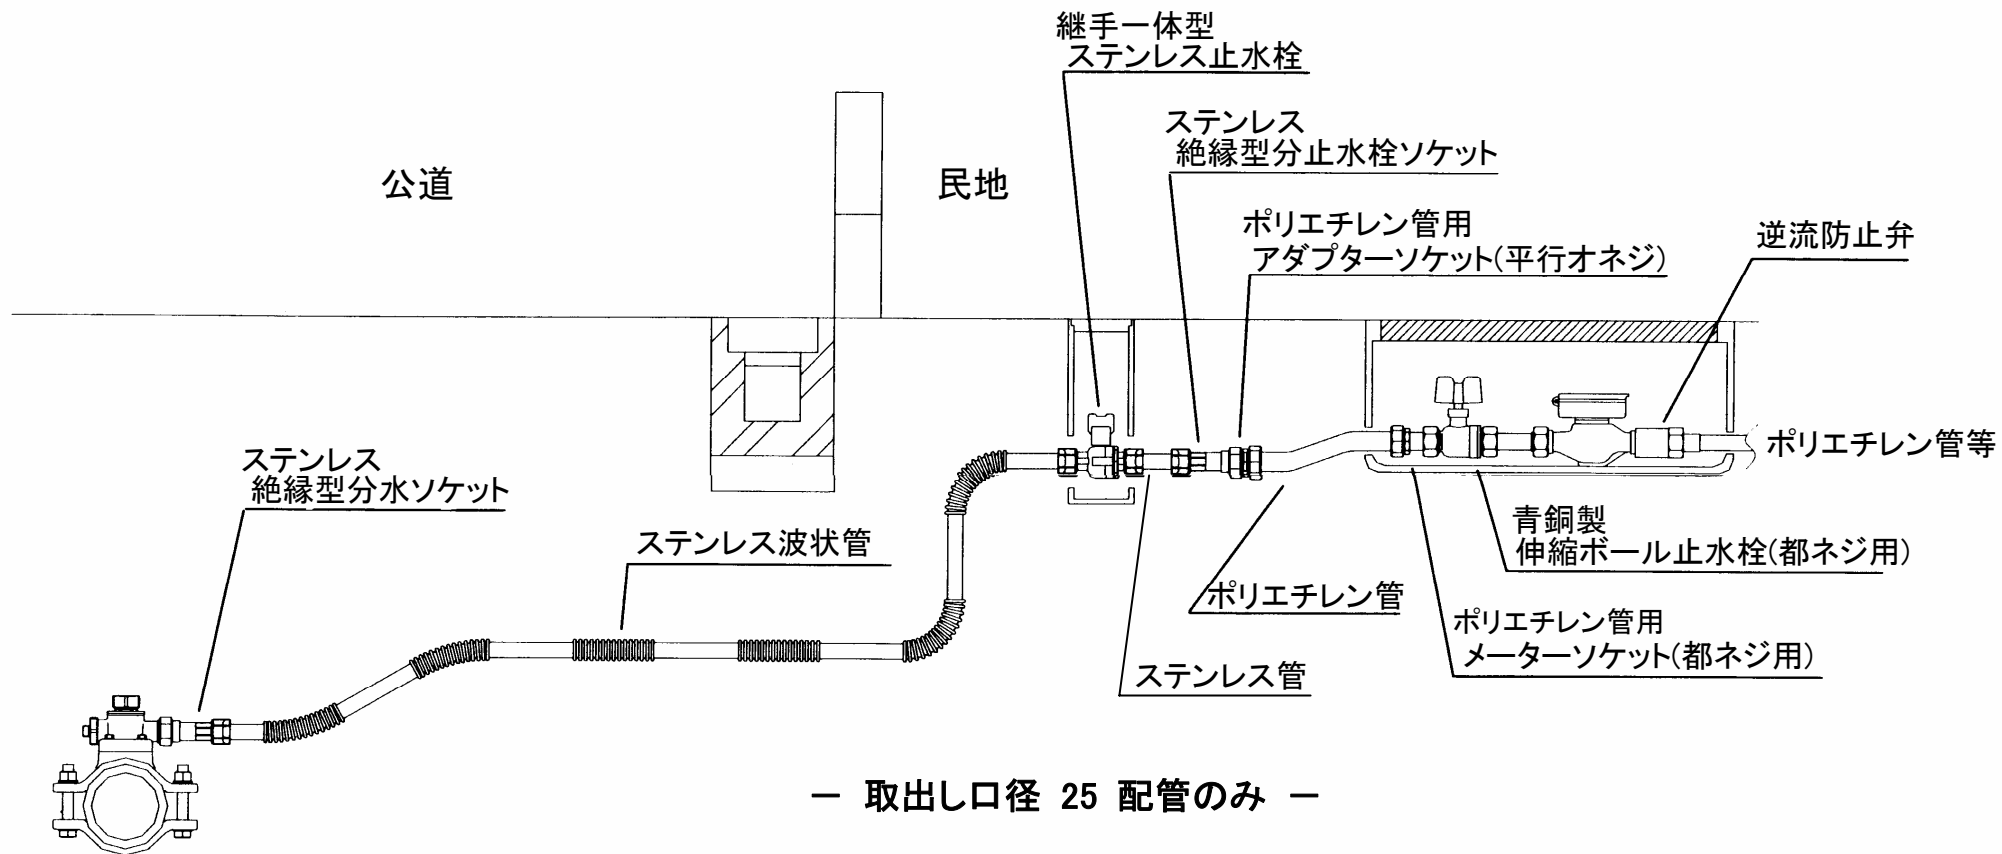 継手一体型
ステンレス止水栓
ステンレス
絶縁型分止水栓ソケット
公道
民地
ポリエチレン管用
アダプターソケット(平行オネジ)
逆流防止弁
ポリエチレン管等
ステンレス
絶縁型分水ソケット
ステンレス波状管
青銅製
伸縮ボール止水栓(都ネジ用)
ポリエチレン管
ポリエチレン管用
メーターソケット(都ネジ用)
ステンレス管
― 取出し口径 25 配管のみ ―